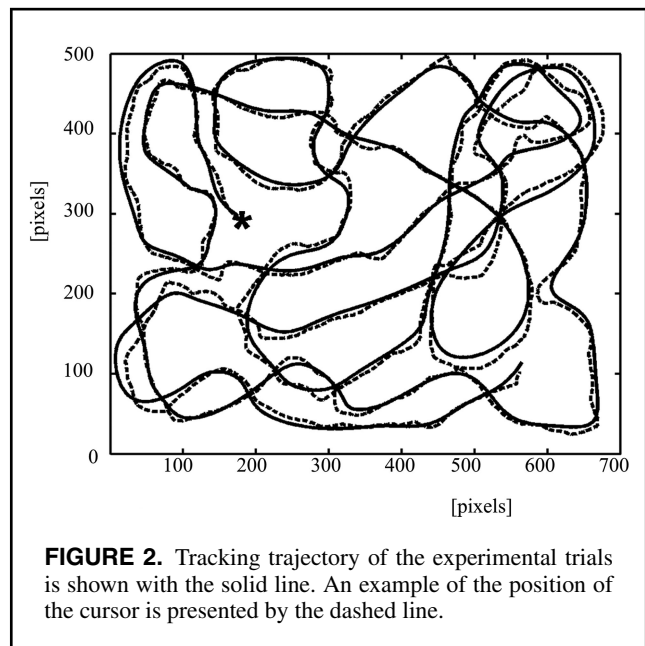 500
400
300
[pixels]
200
100
0
100 200 300 400 500 600 700
[pixels]
*
FIGURE 2. Tracking trajectory of the experimental trials
is shown with the solid line. An example of the position of
the cursor is presented by the dashed line.